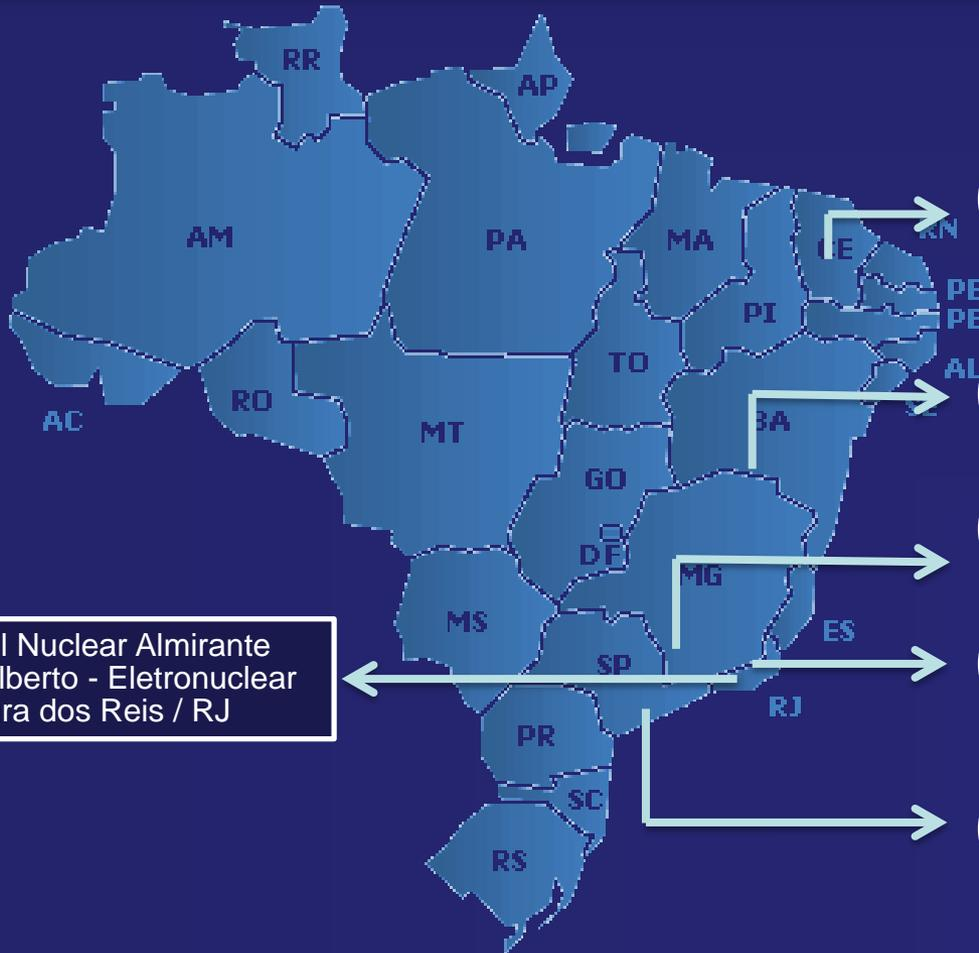 RR
AP
AM
PA
MA
CE
RN
PB
PE
PI
AL
TO
AC
RO
MT
BA
SE
GO
DF
MG
MS
ES
SP
RJ
l Nuclear Almirante
lberto - Eletronuclear
ra dos Reis / RJ
PR
SC
RS